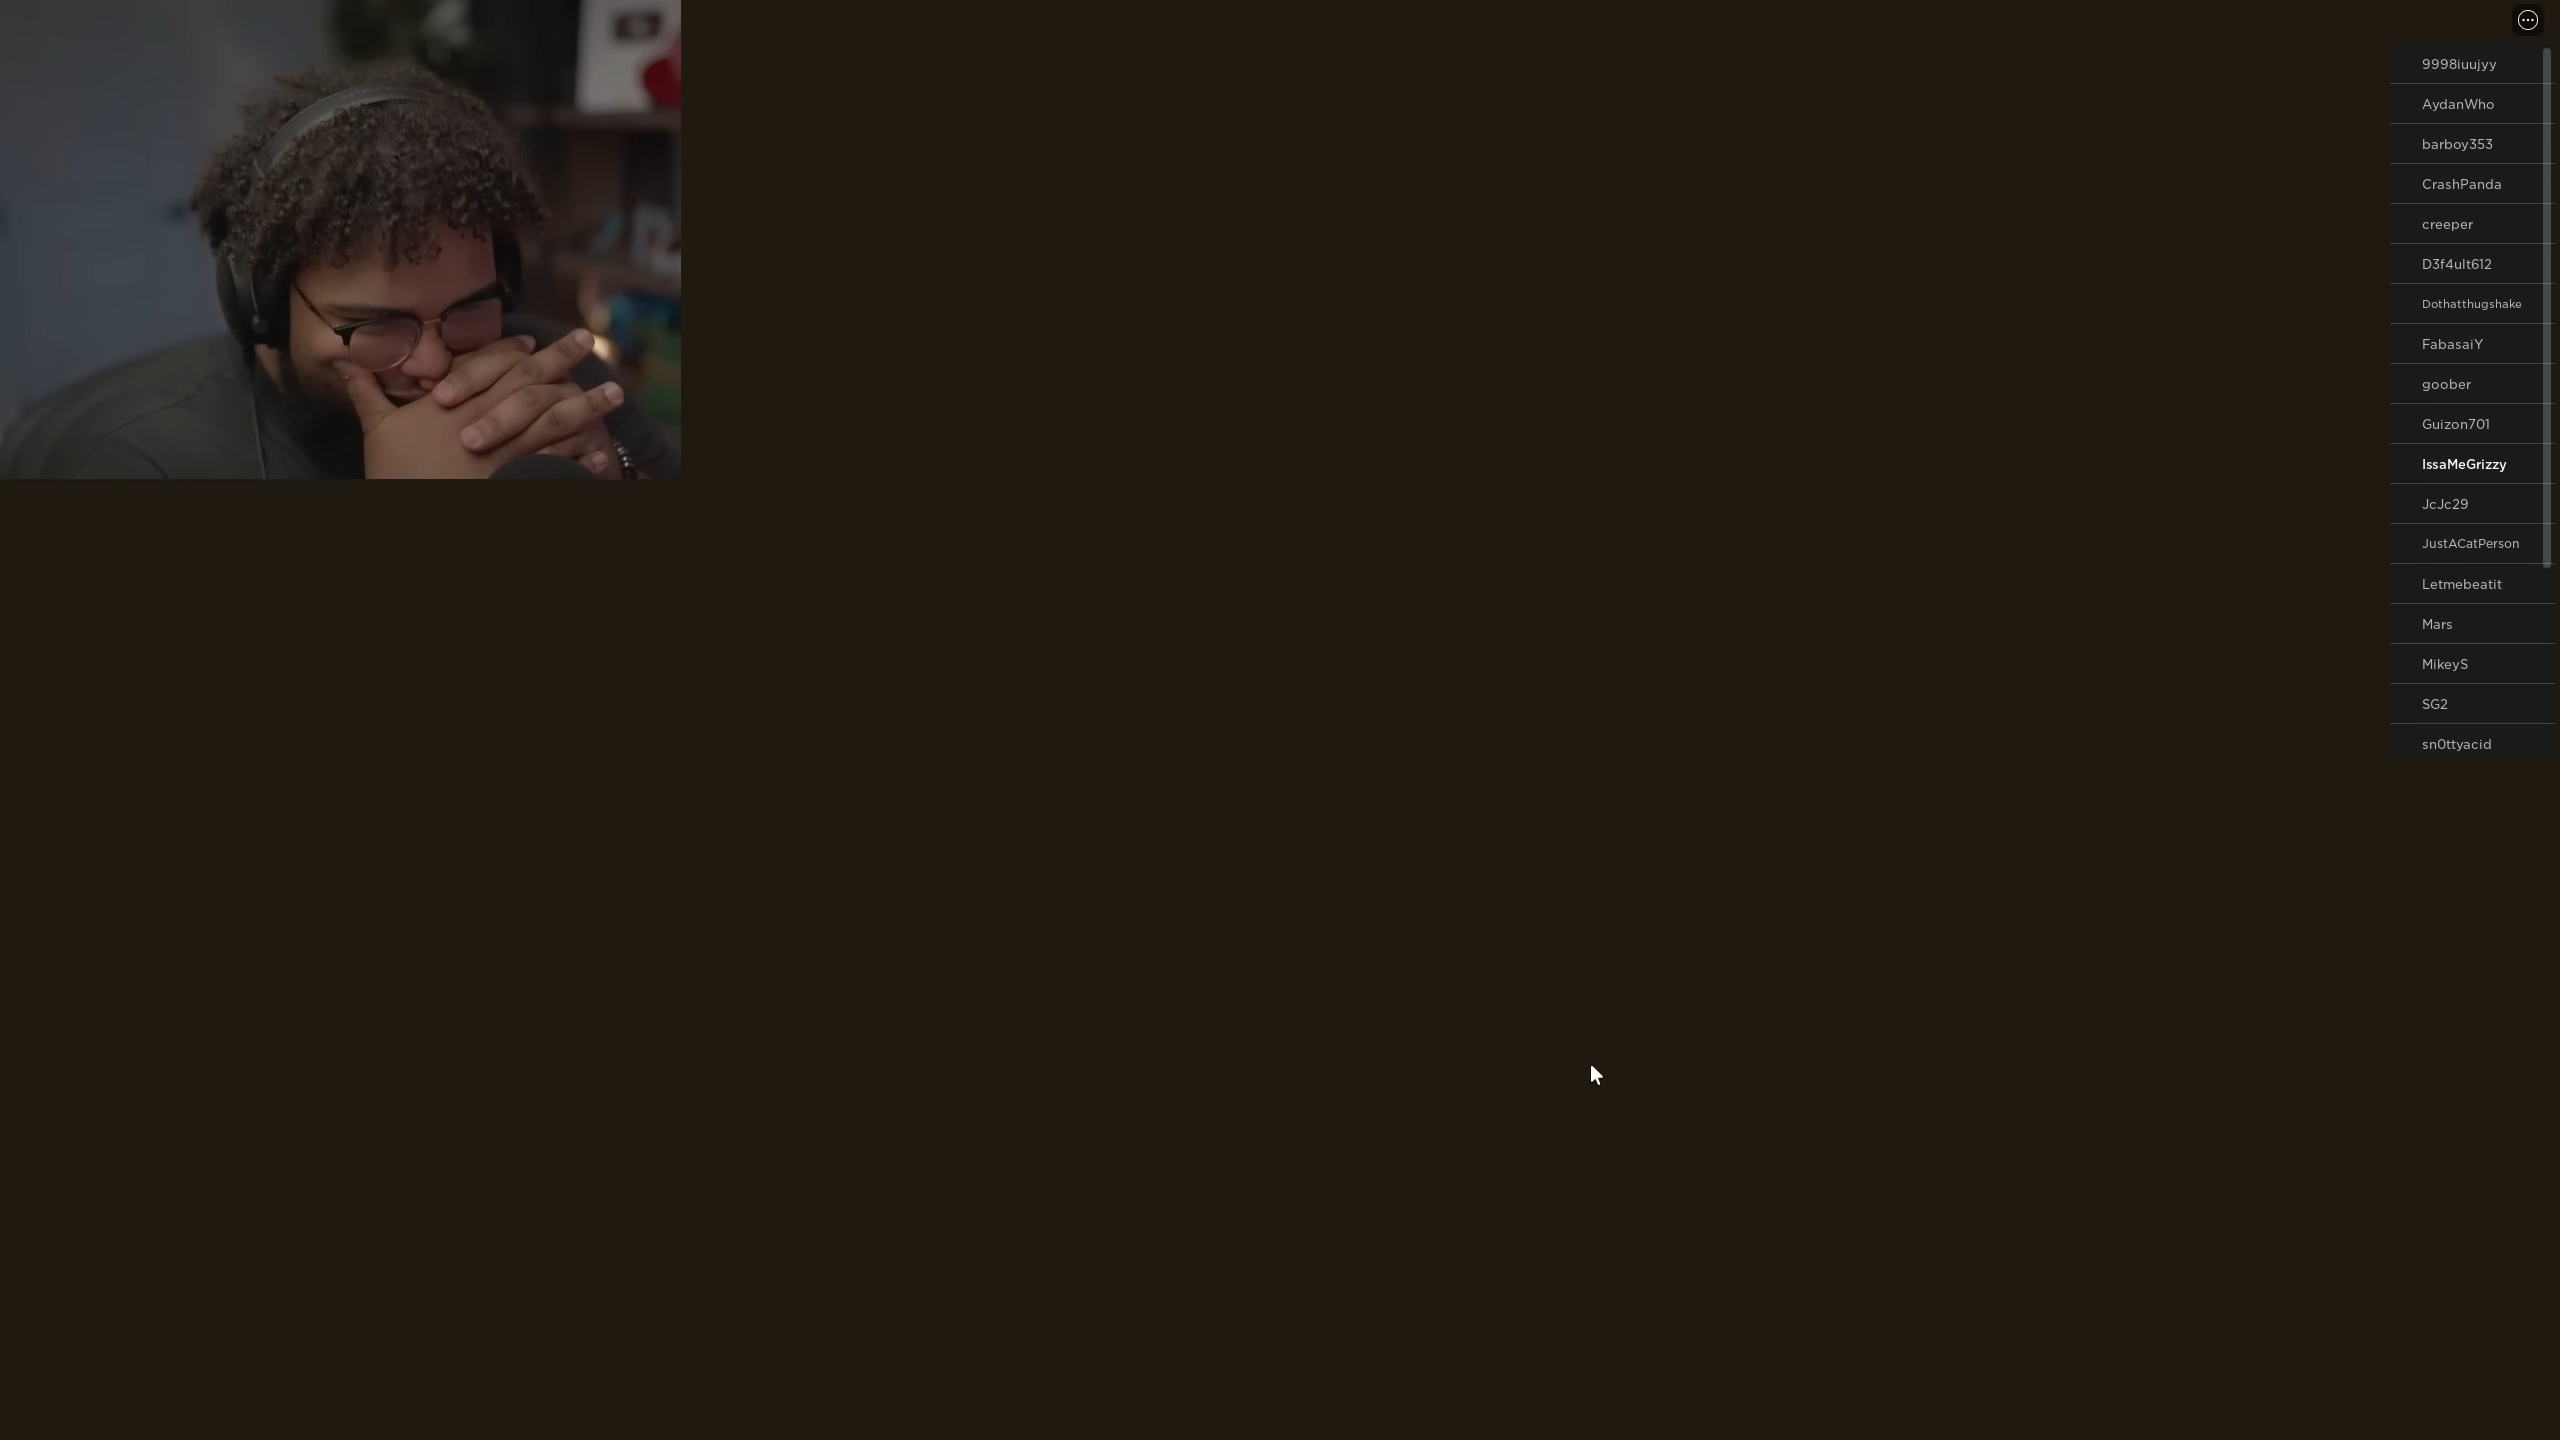 9998iuujyy
AydanWho
barboy353
CrashPanda
creeper
D3f4ult612
Dothatthugshake
FabasaiY
goober
Guizon701
IssaMeGrizzy
JcJc29
JustACatPerson
Letmebeatit
Mars
MikeyS
SG2
sn0ttyacid